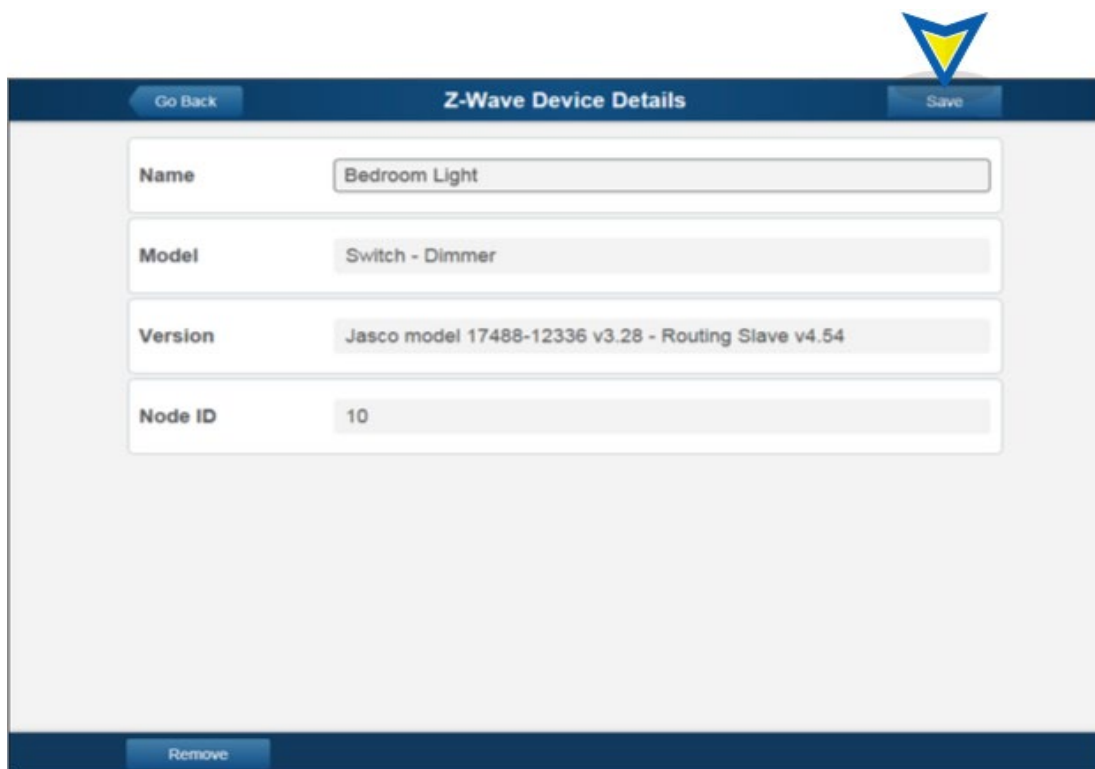 Go Back Z-Wave Device Details Save
Name Bedroom Light
Model Switch - Dimmer
Version Jasco model 17488-12336 v3.28 - Routing Slave v4.54
Node ID 10
Remove